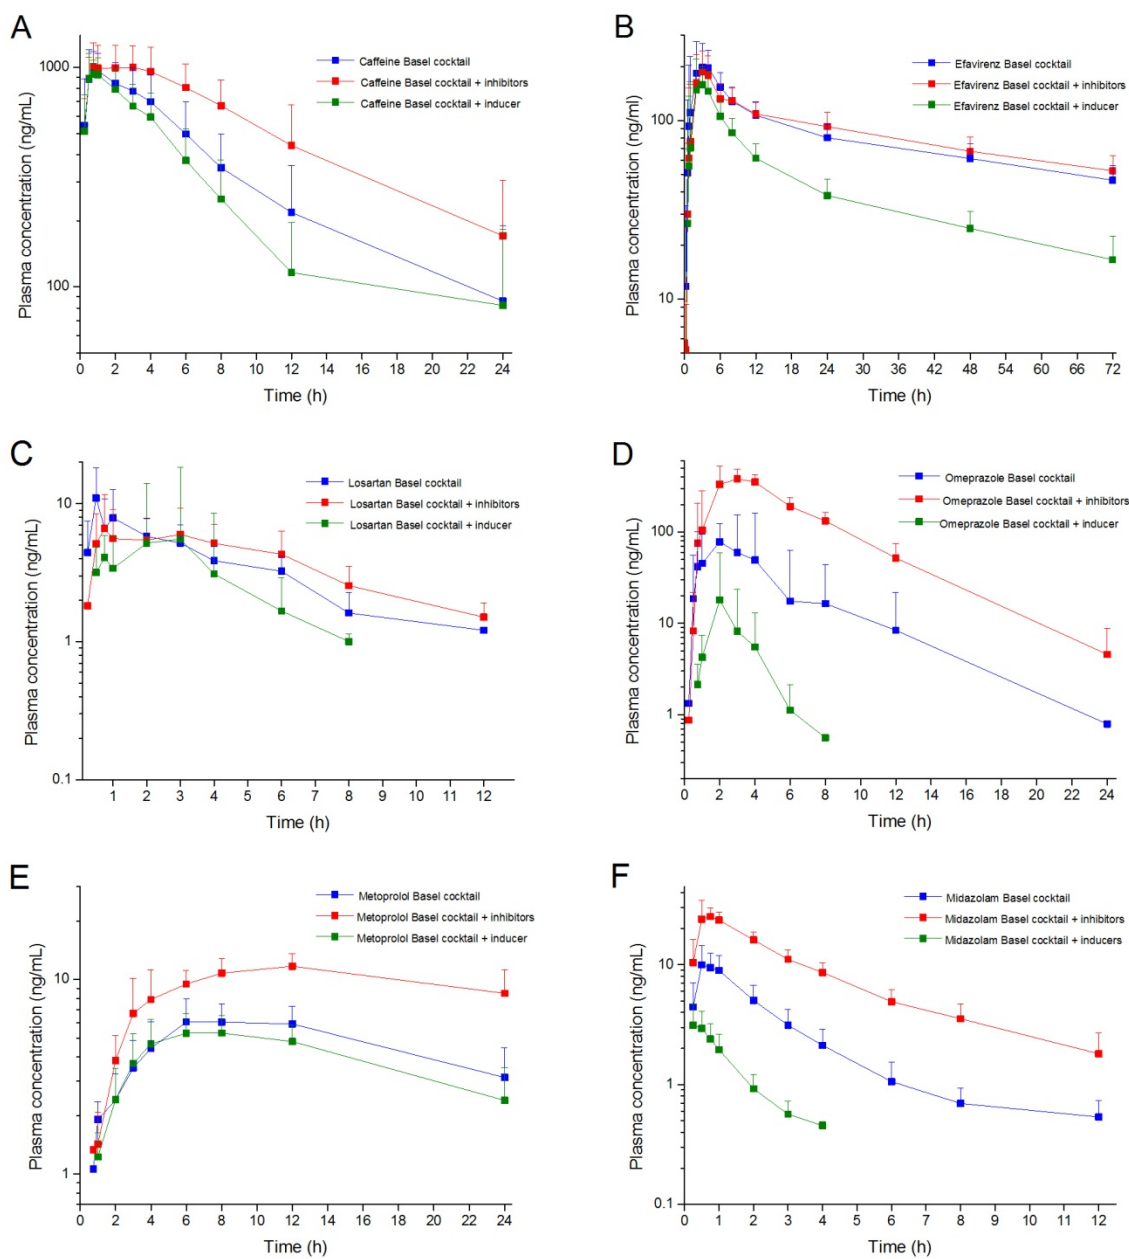 A
Plasma concentration (ng/mL)
1000
100
Caffeine Basel cocktail
Caffeine Basel cocktail + inhibitors
Caffeine Basel cocktail + inducer
0 2 4 6 8 10 12 14 16 18 20 22 24
Time (h)
B
Plasma concentration (ng/ml)
100
10
Efavirenz Basel cocktail
Efavirenz Basel cocktail + inhibitors
Efavirenz Basel cocktail + inducer
0 6 12 18 24 30 36 42 48 54 60 66 72
Time (h)
C
Plasma concentration (ng/mL)
10
1
0.1
Losartan Basel cocktail
Losartan Basel cocktail + inhibitors
Losartan Basel cocktail + inducer
1 2 3 4 5 6 7 8 9 10 11 12
Time (h)
D
Plasma concentration (ng/mL)
100
10
1
Omeprazole Basel cocktail
Omeprazole Basel cocktail + inhibitors
Omeprazole Basel cocktail + inducer
0 2 4 6 8 10 12 14 16 18 20 22 24
Time (h)
E
Plasma concentration (ng/mL)
10
1
Metoprolol Basel cocktail
Metoprolol Basel cocktail + inhibitors
Metoprolol Basel cocktail + inducer
0 2 4 6 8 10 12 14 16 18 20 22 24
Time (h)
F
Plasma concentration (ng/mL)
10
1
0.1
Midazolam Basel cocktail
Midazolam Basel cocktail + inhibitors
Midazolam Basel cocktail + inducers
0 1 2 3 4 5 6 7 8 9 10 11 12
Time (h)